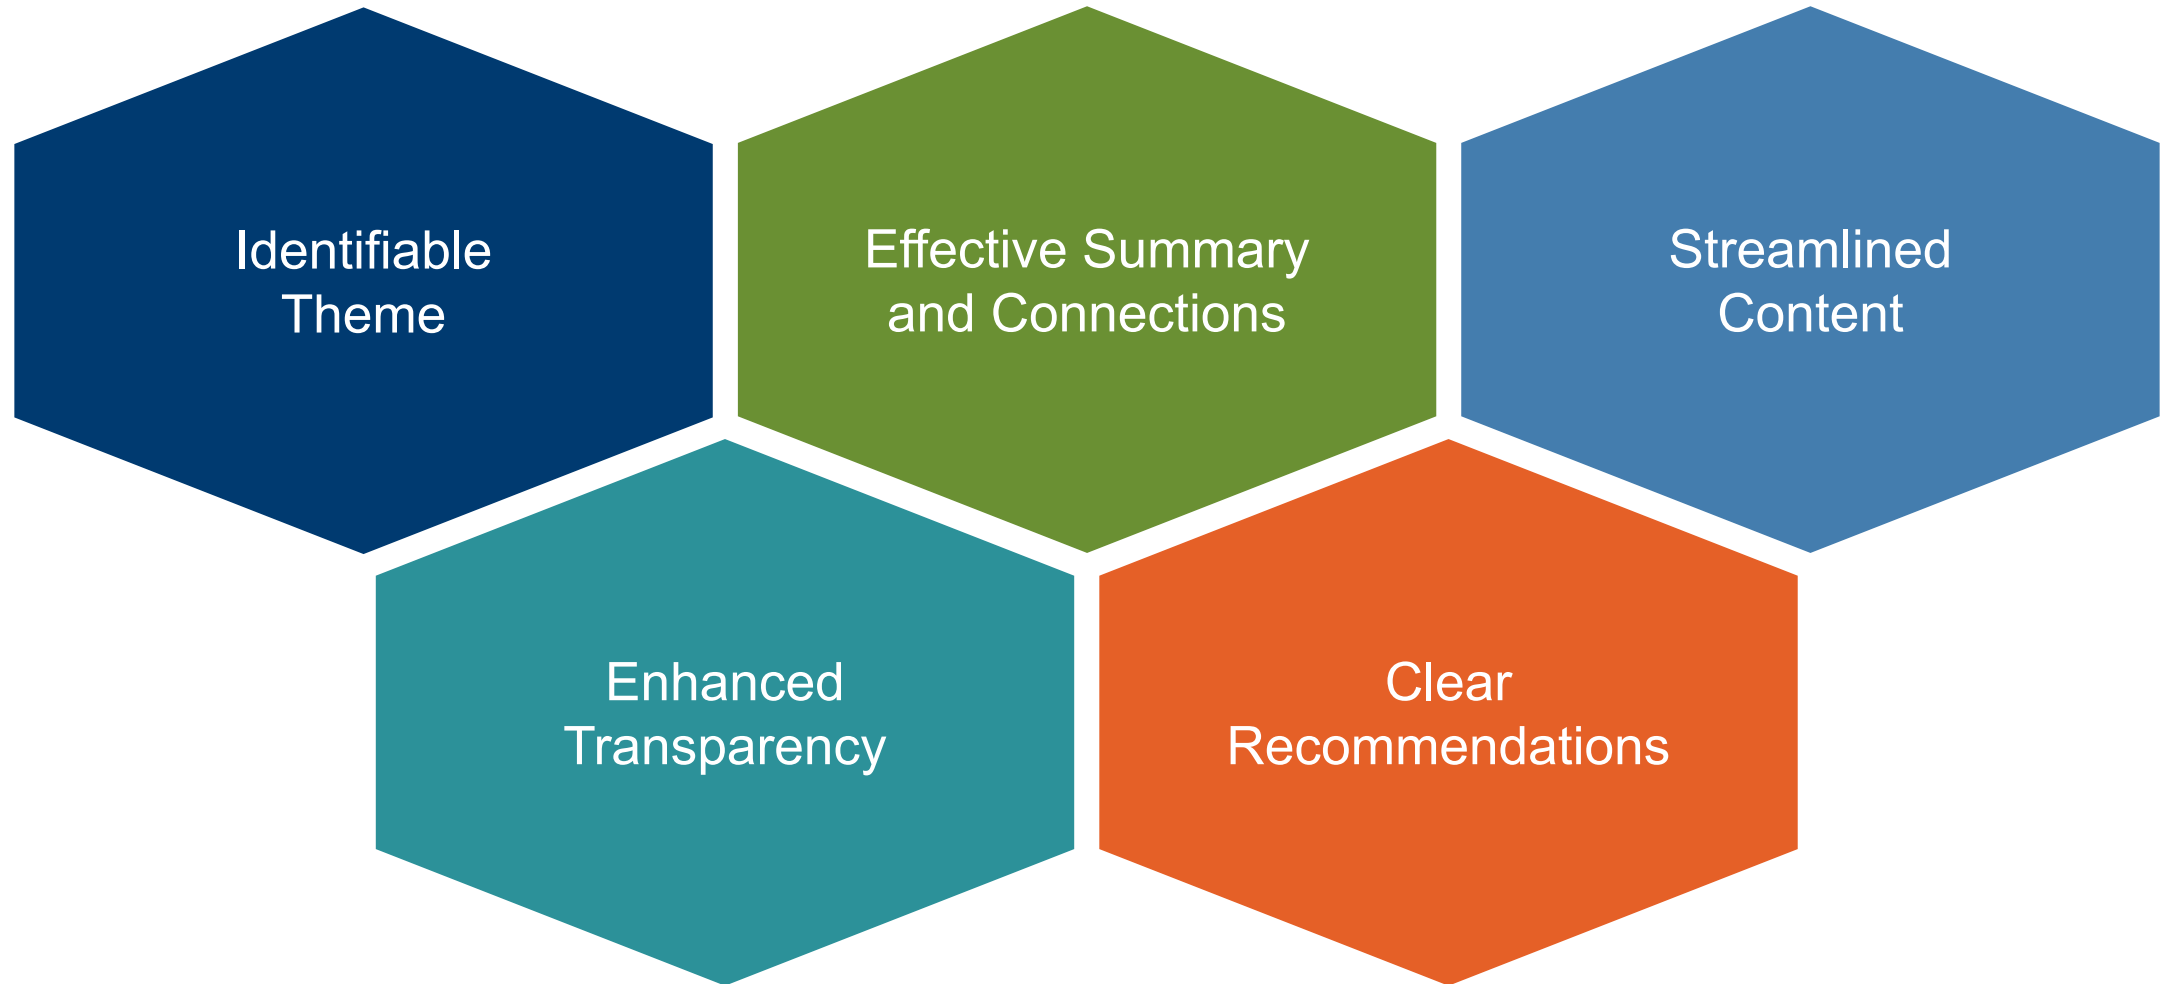 Identifiable
Theme
Effective Summary
and Connections
Streamlined
Content
Enhanced
Transparency
Clear
Recommendations